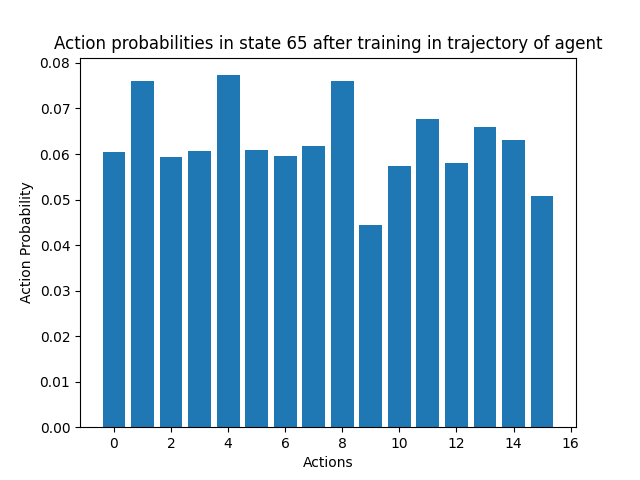 Action probabilities in state 65 after training in trajectory of agent
0.08
0.07
0.06
0.05
0.04
0.03
0.02
0.01
0.00
Action Probability
0 2 4 6 8 10 12 14 16
Actions